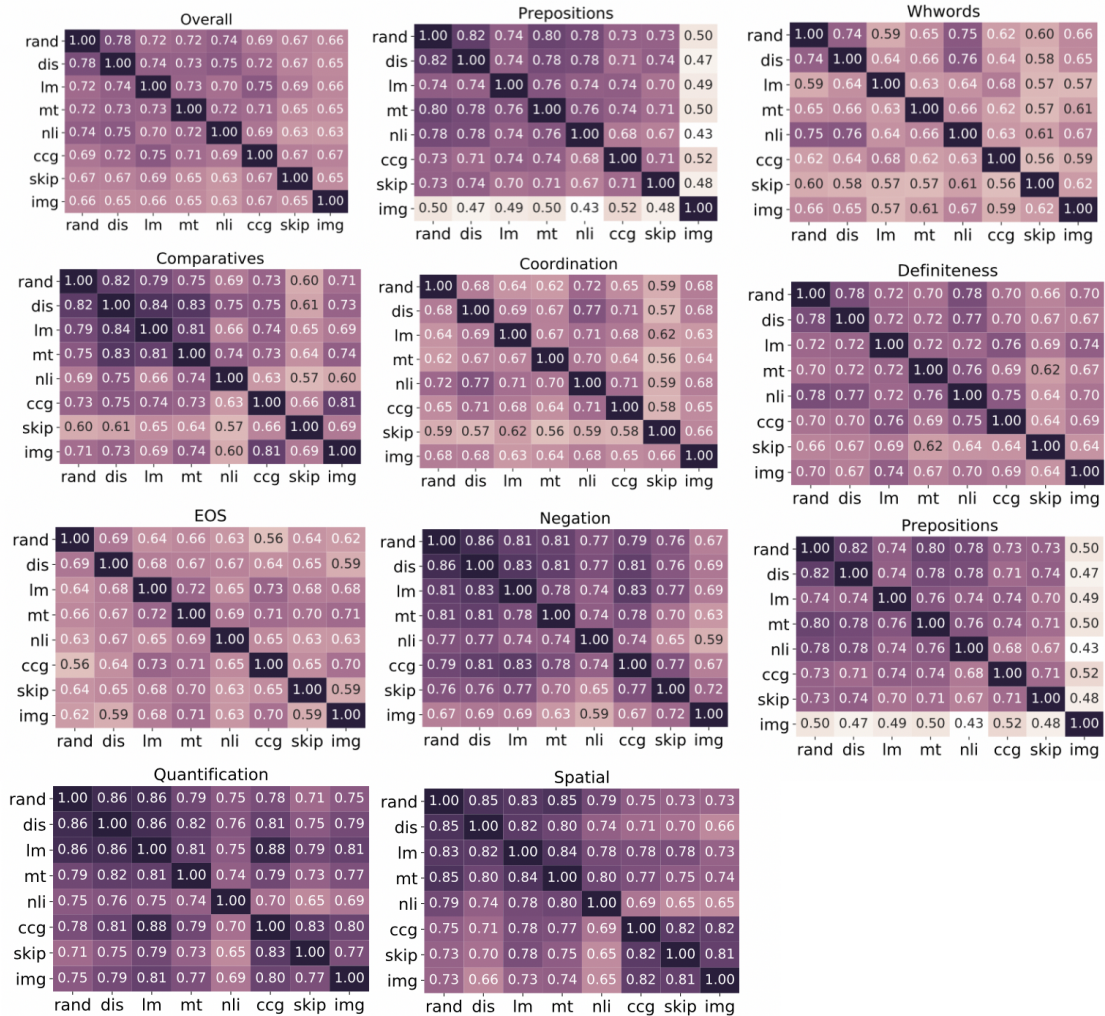 Overall
rand 1.00 0.78 0.72 0.72 0.74 0.69 0.67 0.66
dis 0.78 1.00 0.74 0.73 0.75 0.72 0.67 0.65
lm 0.72 0.74 1.00 0.73 0.70 0.75 0.69 0.66
mt 0.72 0.73 0.73 1.00 0.72 0.71 0.65 0.65
nli 0.74 0.75 0.70 0.72 1.00 0.69 0.63 0.63
ccg 0.69 0.72 0.75 0.71 0.69 1.00 0.67 0.67
skip 0.67 0.67 0.69 0.65 0.63 0.67 1.00 0.65
img 0.66 0.65 0.66 0.65 0.63 0.67 0.65 1.00
rand dis lm mt nli ccg skip img
Prepositions
rand 1.00 0.82 0.74 0.80 0.78 0.73 0.73 0.50
dis 0.82 1.00 0.74 0.78 0.78 0.71 0.74 0.47
lm 0.74 0.74 1.00 0.76 0.74 0.74 0.70 0.49
mt 0.80 0.78 0.76 1.00 0.76 0.74 0.71 0.50
nli 0.78 0.78 0.74 0.76 1.00 0.68 0.67 0.43
ccg 0.73 0.71 0.74 0.74 0.68 1.00 0.71 0.52
skip 0.73 0.74 0.70 0.71 0.67 0.71 1.00 0.48
img 0.50 0.47 0.49 0.50 0.43 0.52 0.48 1.00
rand dis lm mt nli ccg skip img
Whwords
rand 1.00 0.74 0.59 0.65 0.75 0.62 0.60 0.66
dis 0.74 1.00 0.64 0.66 0.76 0.64 0.58 0.65
lm 0.59 0.64 1.00 0.63 0.64 0.68 0.57 0.57
mt 0.65 0.66 0.63 1.00 0.66 0.62 0.57 0.61
nli 0.75 0.76 0.64 0.66 1.00 0.63 0.61 0.67
ccg 0.62 0.64 0.68 0.62 0.63 1.00 0.56 0.59
skip 0.60 0.58 0.57 0.57 0.61 0.56 1.00 0.62
img 0.66 0.65 0.57 0.61 0.67 0.59 0.62 1.00
rand dis lm mt nli ccg skip img
Comparatives
rand 1.00 0.82 0.79 0.75 0.69 0.73 0.60 0.71
dis 0.82 1.00 0.84 0.83 0.75 0.75 0.61 0.73
lm 0.79 0.84 1.00 0.81 0.66 0.74 0.65 0.69
mt 0.75 0.83 0.81 1.00 0.74 0.73 0.64 0.74
nli 0.69 0.75 0.66 0.74 1.00 0.63 0.57 0.60
ccg 0.73 0.75 0.74 0.73 0.63 1.00 0.66 0.81
skip 0.60 0.61 0.65 0.64 0.57 0.66 1.00 0.69
img 0.71 0.73 0.69 0.74 0.60 0.81 0.69 1.00
rand dis lm mt nli ccg skip img
Coordination
rand 1.00 0.68 0.64 0.62 0.72 0.65 0.59 0.68
dis 0.68 1.00 0.69 0.67 0.77 0.71 0.57 0.68
lm 0.64 0.69 1.00 0.67 0.71 0.68 0.62 0.63
mt 0.62 0.67 0.67 1.00 0.70 0.64 0.56 0.64
nli 0.72 0.77 0.71 0.70 1.00 0.71 0.59 0.68
ccg 0.65 0.71 0.68 0.64 0.71 1.00 0.58 0.65
skip 0.59 0.57 0.62 0.56 0.59 0.58 1.00 0.66
img 0.68 0.68 0.63 0.64 0.68 0.65 0.66 1.00
rand dis lm mt nli ccg skip img
Definiteness
rand 1.00 0.78 0.72 0.70 0.78 0.70 0.66 0.70
dis 0.78 1.00 0.72 0.72 0.77 0.70 0.67 0.67
lm 0.72 0.72 1.00 0.72 0.72 0.76 0.69 0.74
mt 0.70 0.72 0.72 1.00 0.76 0.69 0.62 0.67
nli 0.78 0.77 0.72 0.76 1.00 0.75 0.64 0.70
ccg 0.70 0.70 0.76 0.69 0.75 1.00 0.64 0.69
skip 0.66 0.67 0.69 0.62 0.64 0.64 1.00 0.64
img 0.70 0.67 0.74 0.67 0.70 0.69 0.64 1.00
rand dis lm mt nli ccg skip img
EOS
rand 1.00 0.69 0.64 0.66 0.63 0.56 0.64 0.62
dis 0.69 1.00 0.68 0.67 0.67 0.64 0.65 0.59
lm 0.64 0.68 1.00 0.72 0.65 0.73 0.68 0.68
mt 0.66 0.67 0.72 1.00 0.69 0.71 0.70 0.71
nli 0.63 0.67 0.65 0.69 1.00 0.65 0.63 0.63
ccg 0.56 0.64 0.73 0.71 0.65 1.00 0.65 0.70
skip 0.64 0.65 0.68 0.70 0.63 0.65 1.00 0.59
img 0.62 0.59 0.68 0.71 0.63 0.70 0.59 1.00
rand dis lm mt nli ccg skip img
Negation
rand 1.00 0.86 0.81 0.81 0.77 0.79 0.76 0.67
dis 0.86 1.00 0.83 0.81 0.77 0.81 0.76 0.69
lm 0.81 0.83 1.00 0.78 0.74 0.83 0.77 0.69
mt 0.81 0.81 0.78 1.00 0.74 0.78 0.70 0.63
nli 0.77 0.77 0.74 0.74 1.00 0.74 0.65 0.59
ccg 0.79 0.81 0.83 0.78 0.74 1.00 0.77 0.67
skip 0.76 0.76 0.77 0.70 0.65 0.77 1.00 0.72
img 0.67 0.69 0.69 0.63 0.59 0.67 0.72 1.00
rand dis lm mt nli ccg skip img
Prepositions
rand 1.00 0.82 0.74 0.80 0.78 0.73 0.73 0.50
dis 0.82 1.00 0.74 0.78 0.78 0.71 0.74 0.47
lm 0.74 0.74 1.00 0.76 0.74 0.74 0.70 0.49
mt 0.80 0.78 0.76 1.00 0.76 0.74 0.71 0.50
nli 0.78 0.78 0.74 0.76 1.00 0.68 0.67 0.43
ccg 0.73 0.71 0.74 0.74 0.68 1.00 0.71 0.52
skip 0.73 0.74 0.70 0.71 0.67 0.71 1.00 0.48
img 0.50 0.47 0.49 0.50 0.43 0.52 0.48 1.00
rand dis lm mt nli ccg skip img
Quantification
rand 1.00 0.86 0.86 0.79 0.75 0.78 0.71 0.75
dis 0.86 1.00 0.86 0.82 0.76 0.81 0.75 0.79
lm 0.86 0.86 1.00 0.81 0.75 0.88 0.79 0.81
mt 0.79 0.82 0.81 1.00 0.74 0.79 0.73 0.77
nli 0.75 0.76 0.75 0.74 1.00 0.70 0.65 0.69
ccg 0.78 0.81 0.88 0.79 0.70 1.00 0.83 0.80
skip 0.71 0.75 0.79 0.73 0.65 0.83 1.00 0.77
img 0.75 0.79 0.81 0.77 0.69 0.80 0.77 1.00
rand dis lm mt nli ccg skip img
Spatial
rand 1.00 0.85 0.83 0.85 0.79 0.75 0.73 0.73
dis 0.85 1.00 0.82 0.80 0.74 0.71 0.70 0.66
lm 0.83 0.82 1.00 0.84 0.78 0.78 0.78 0.73
mt 0.85 0.80 0.84 1.00 0.80 0.77 0.75 0.74
nli 0.79 0.74 0.78 0.80 1.00 0.69 0.65 0.65
ccg 0.75 0.71 0.78 0.77 0.69 1.00 0.82 0.82
skip 0.73 0.70 0.78 0.75 0.65 0.82 1.00 0.81
img 0.73 0.66 0.73 0.74 0.65 0.82 0.81 1.00
rand dis lm mt nli ccg skip img